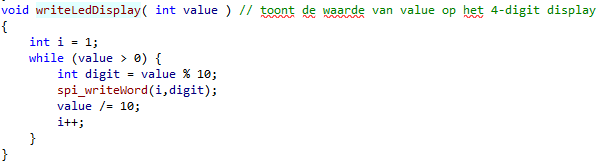 void writeLedDisplay( int value ) // toont de waarde van value op het 4-digit display
{
    int i = 1;
    while (value > 0) {
        int digit = value % 10;
        spi_writeWord(i,digit);
        value /= 10;
        i++;
    }
}